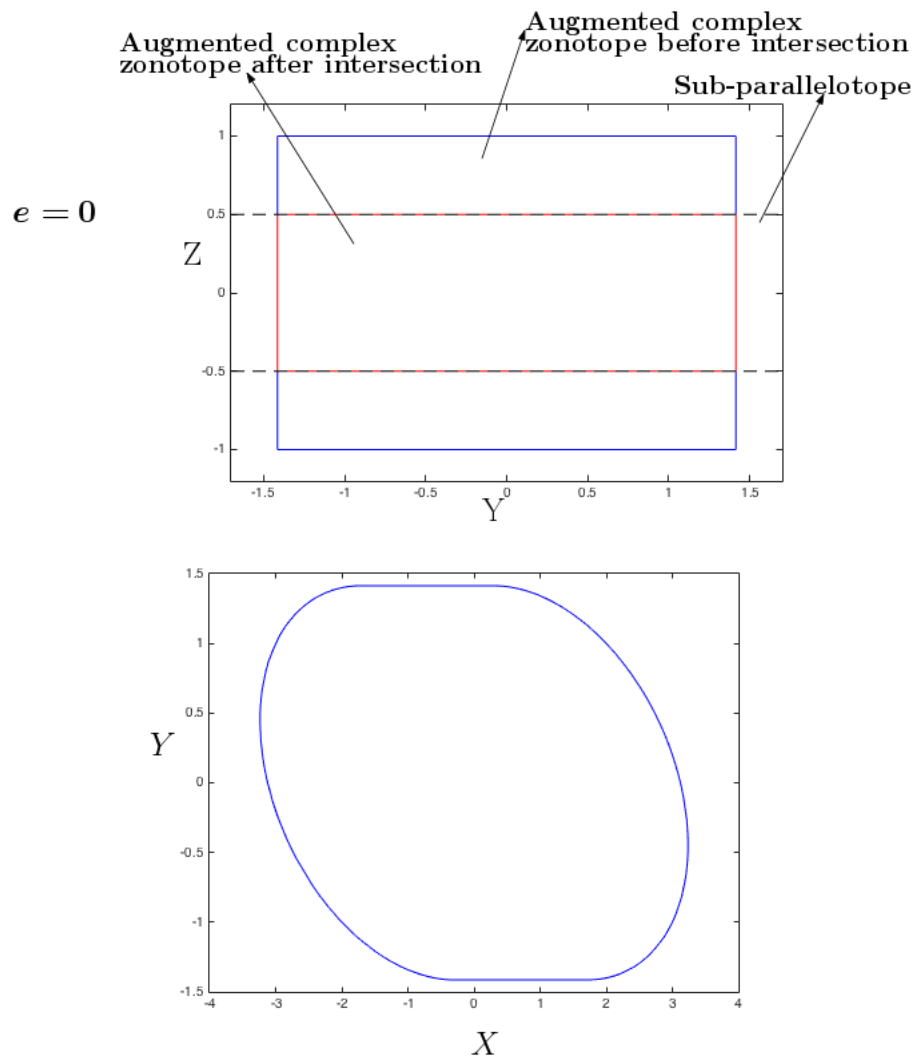 Augmented complex
zonotope before intersection
Augmented complex
zonotope after intersection
Sub-parallelotope
e = 0
1
0.5
Z
0
-0.5
-1
-1.5 -1 -0.5 0 0.5 1 1.5
Y
1.5
1
0.5
Y
0
-0.5
-1
-1.5
-4 -3 -2 -1 0 1 2 3 4
X